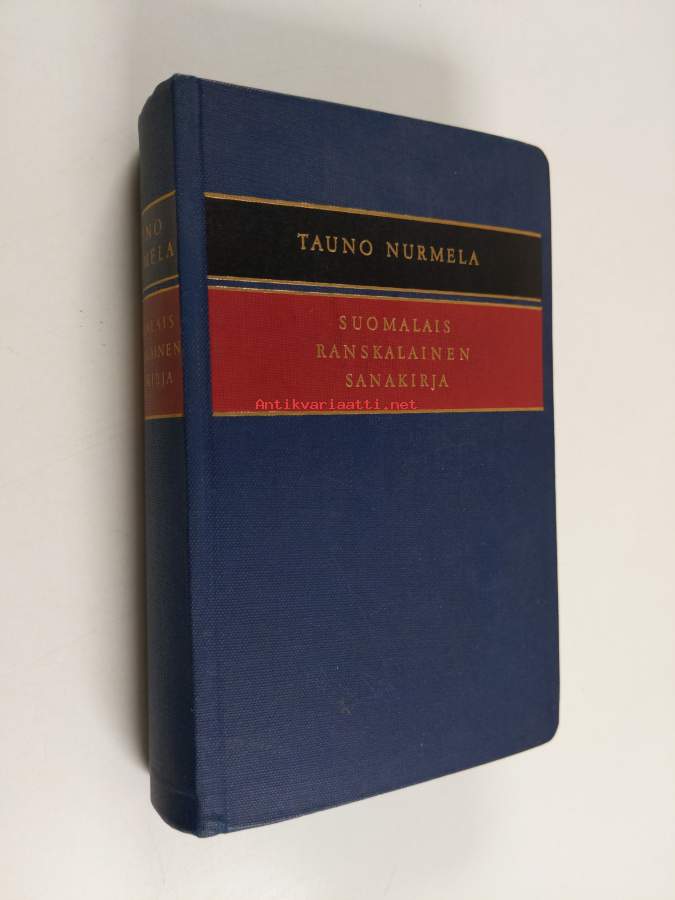 TAUNO NURMELA
SUOMALAIS
RANSKALAINEN
SANAKIRJA
Antikvariaatti.net